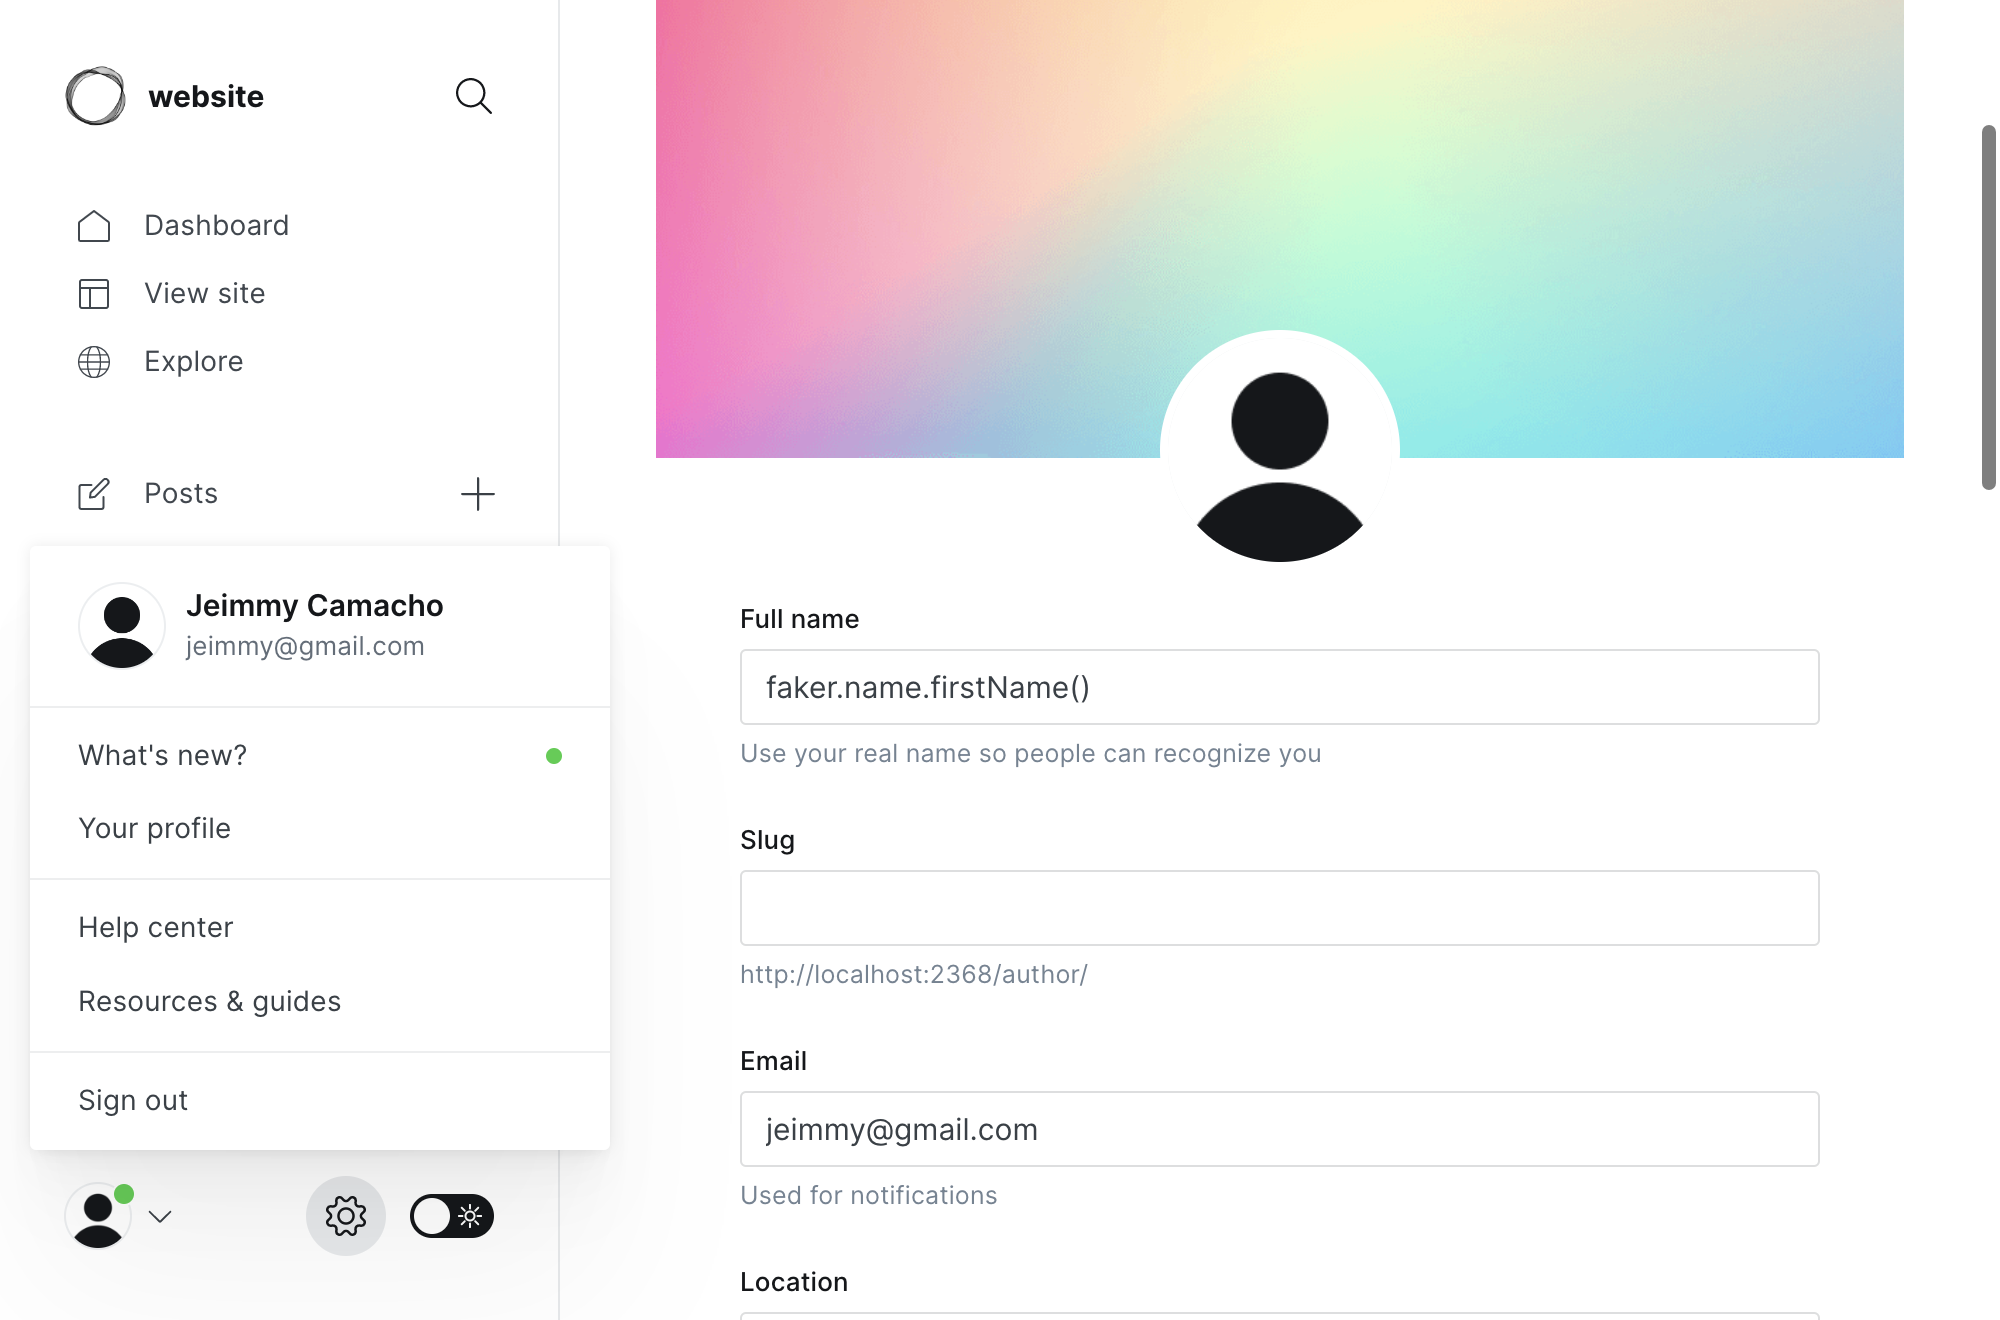 website
Dashboard
View site
Explore
Posts
Jeimmy Camacho
jeimmy@gmail.com
What's new?
Your profile
Help center
Resources & guides
Sign out
Full name
faker.name.firstName()
Use your real name so people can recognize you
Slug
http://localhost:2368/author/
Email
jeimmy@gmail.com
Used for notifications
Location